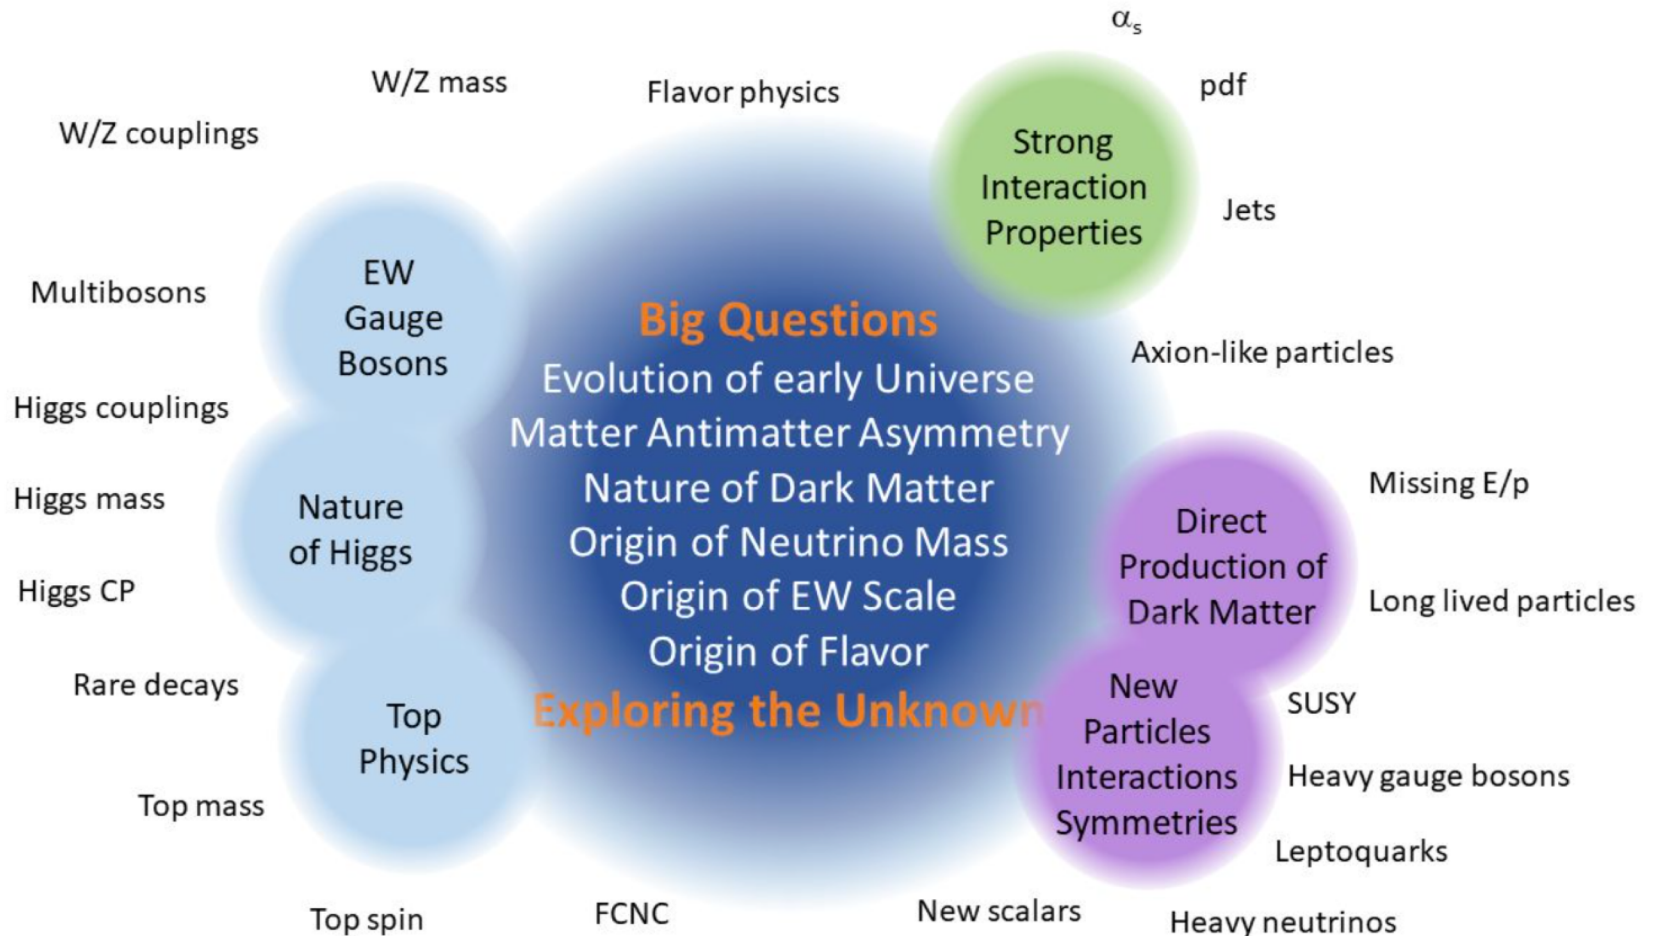 αs
W/Z mass
Flavor physics
pdf
W/Z couplings
Strong
Interaction
Properties
Jets
EW
Gauge
Bosons
Multibosons
Big Questions
Evolution of early Universe
Matter Antimatter Asymmetry
Nature of Dark Matter
Origin of Neutrino Mass
Origin of EW Scale
Origin of Flavor
Exploring the Unknown
Axion-like particles
Higgs couplings
Higgs mass
Higgs CP
Nature
of Higgs
Direct
Production of
Dark Matter
Missing E/p
Long lived particles
Rare decays
Top
Physics
Top mass
New
Particles
Interactions
Symmetries
SUSY
Heavy gauge bosons
Leptoquarks
Top spin
FCNC
New scalars
Heavy neutrinos